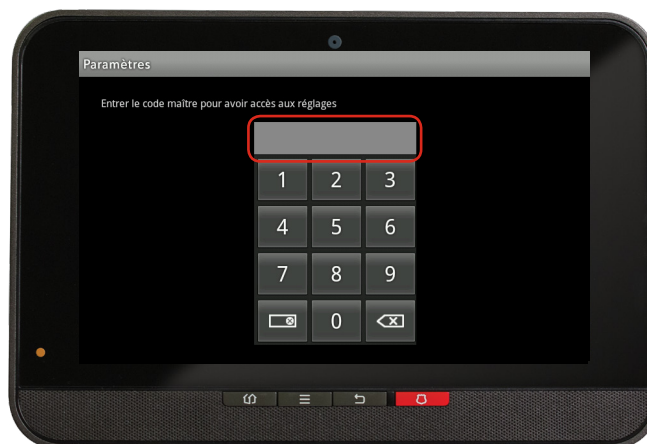 Paramètres
Entrer le code maître pour avoir accès aux réglages
1 2 3
4 5 6
7 8 9
0